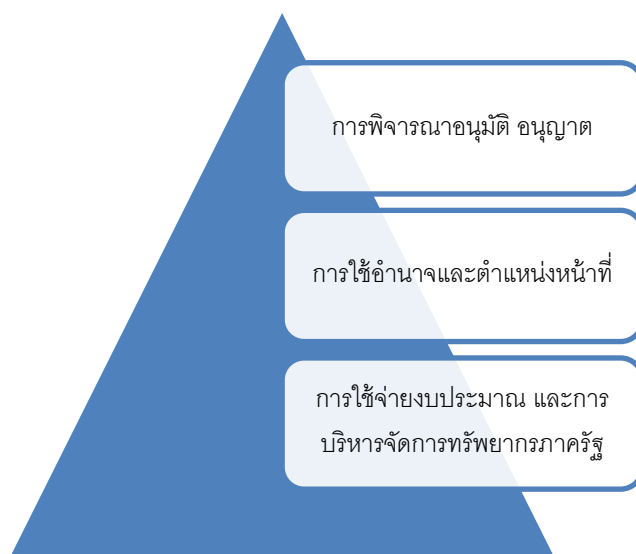 การพิจารณาอนุมัติ อนุญาต
การใช้อำนาจและตำแหน่งหน้าที่
การใช้จ่ายงบประมาณ และการ
บริหารจัดการทรัพยากรภาครัฐ